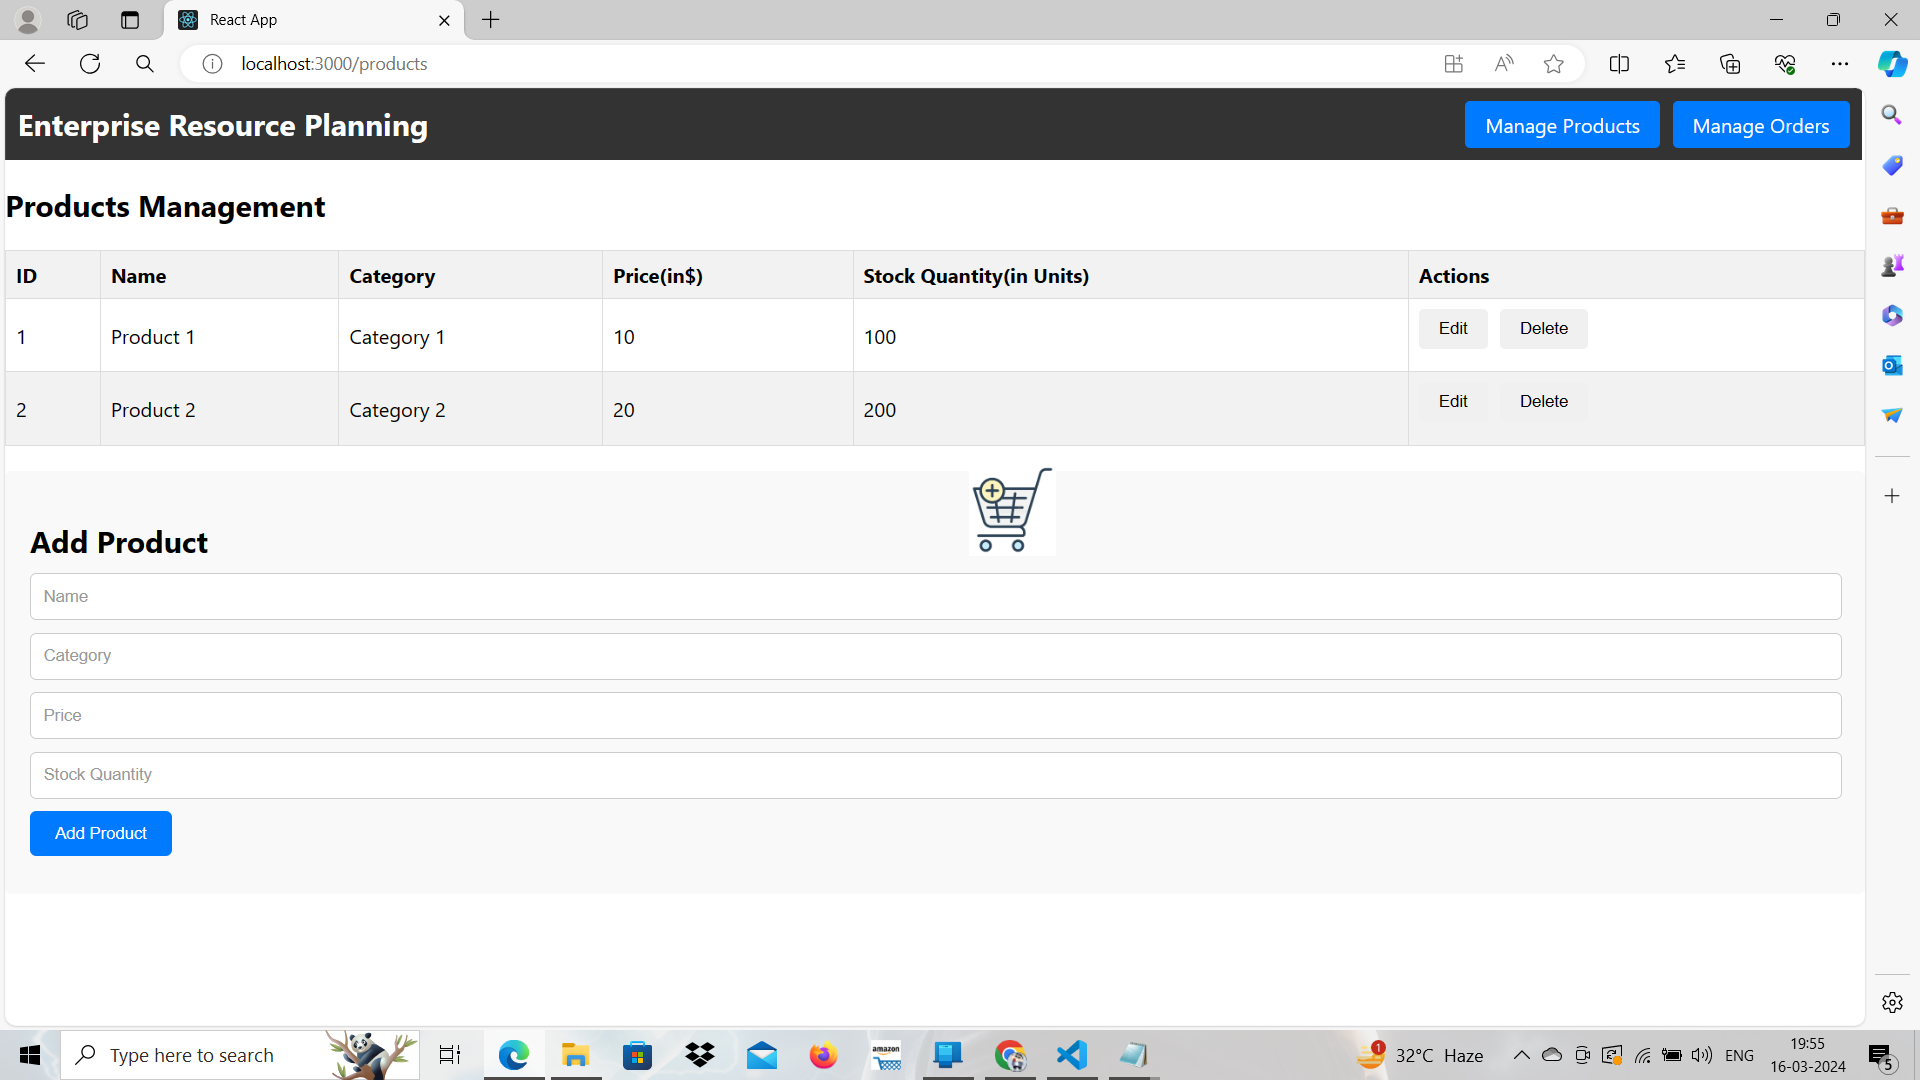 React App
localhost:3000/products
Enterprise Resource Planning
Manage Products
Manage Orders
Products Management
ID Name Category Price(in$) Stock Quantity(in Units) Actions
1 Product 1 Category 1 10 100 Edit Delete
2 Product 2 Category 2 20 200 Edit Delete
Add Product
Name
Category
Price
Stock Quantity
Add Product
Type here to search
amazon
1
32°C Haze
ENG
19:55
16-03-2024
5